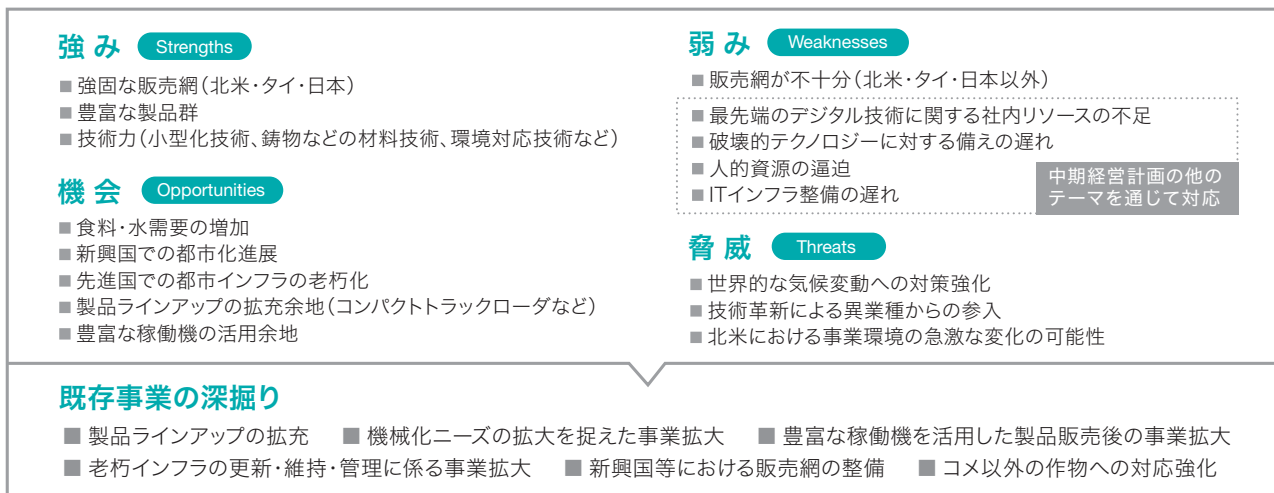 強み Strengths
■ 強固な販売網（北米・タイ・日本）
■ 豊富な製品群
■ 技術力（小型化技術、鋳物などの材料技術、環境対応技術など）
機会 Opportunities
■ 食料・水需要の増加
■ 新興国での都市化進展
■ 先進国での都市インフラの老朽化
■ 製品ラインアップの拡充余地（コンパクトトラックローダなど）
■ 豊富な稼働機の活用余地
弱み Weaknesses
■ 販売網が不十分（北米・タイ・日本以外）
■ 最先端のデジタル技術に関する社内リソースの不足
■ 破壊的テクノロジーに対する備えの遅れ
■ 人的資源の逼迫
■ ITインフラ整備の遅れ
中期経営計画の他の
テーマを通じて対応
脅威 Threats
■ 世界的な気候変動への対策強化
■ 技術革新による異業種からの参入
■ 北米における事業環境の急激な変化の可能性
既存事業の深掘り
■ 製品ラインアップの拡充 ■ 機械化ニーズの拡大を捉えた事業拡大 ■ 豊富な稼働機を活用した製品販売後の事業拡大
■ 老朽インフラの更新・維持・管理に係る事業拡大 ■ 新興国等における販売網の整備 ■ コメ以外の作物への対応強化